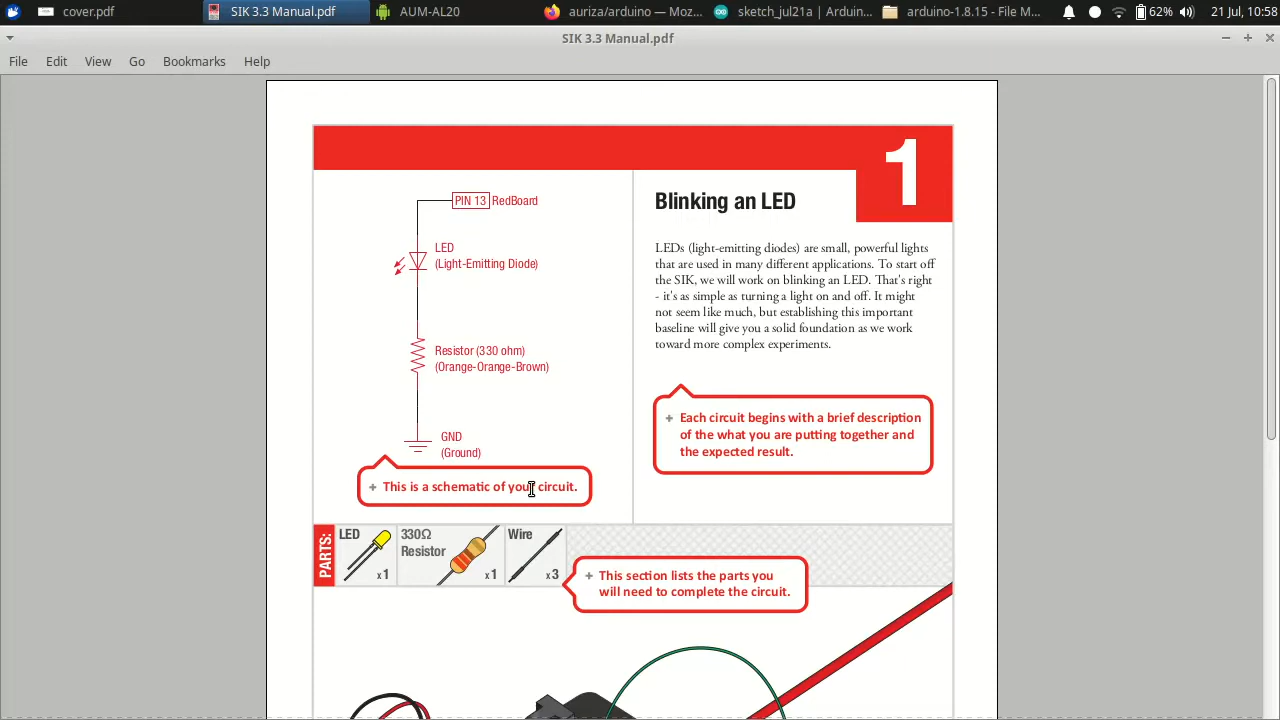 cover.pdf
SIK 3.3 Manual.pdf
AUM-AL20
auriza/arduino — Moz...
sketch_jul21a | Arduin...
arduino-1.8.15 - File M...
62%
21 Jul, 10:58
SIK 3.3 Manual.pdf
File Edit View Go Bookmarks Help
1
PIN 13 RedBoard
LED
(Light-Emitting Diode)
Resistor (330 ohm)
(Orange-Orange-Brown)
GND
(Ground)
+ This is a schematic of your circuit.
Blinking an LED
LEDs (light-emitting diodes) are small, powerful lights
that are used in many different applications. To start off
the SIK, we will work on blinking an LED. That's right
- it's as simple as turning a light on and off. It might
not seem like much, but establishing this important
baseline will give you a solid foundation as we work
toward more complex experiments.
+ Each circuit begins with a brief description
of the what you are putting together and
the expected result.
PARTS:
LED
x1
330Ω
Resistor
x1
Wire
x3
+ This section lists the parts you
will need to complete the circuit.